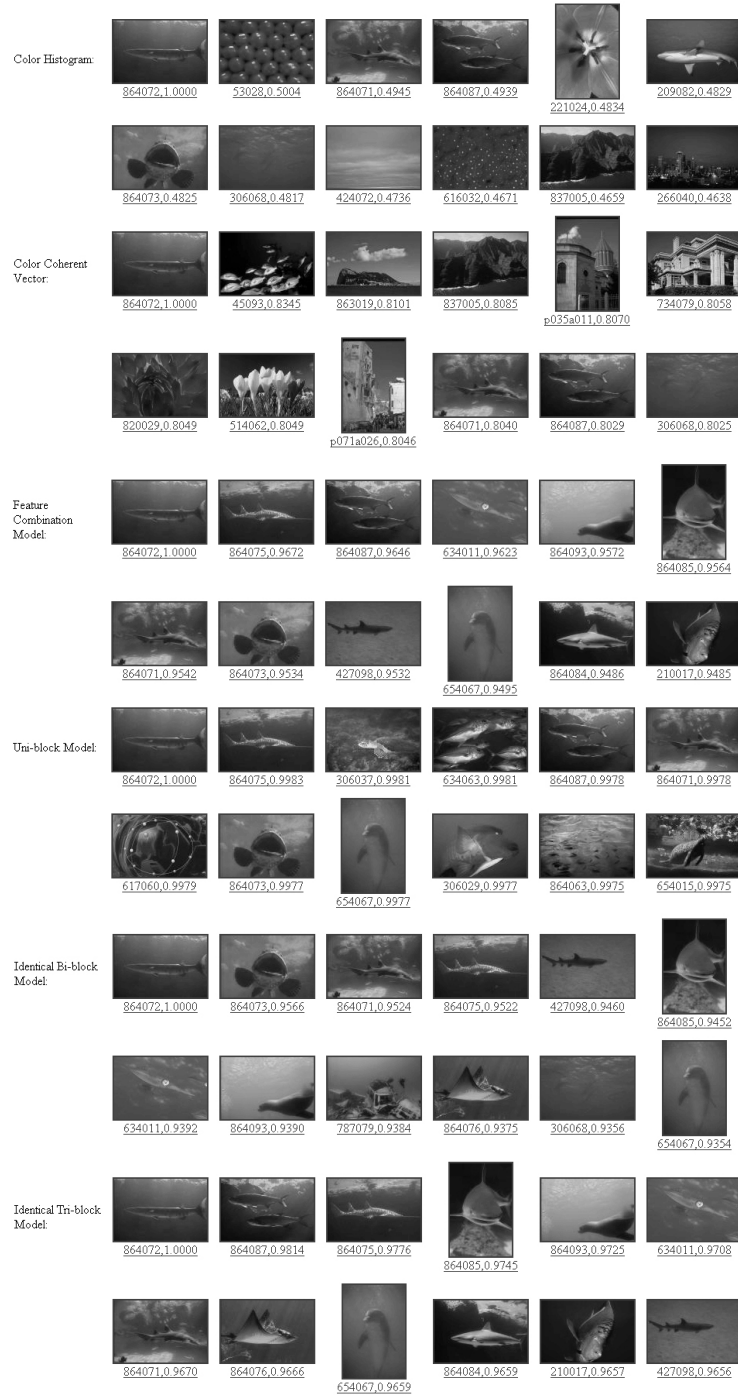 Color Histogram:
864072,1.0000 53028,0.5004 864071,0.4945 864087,0.4939 221024,0.4834 209082,0.4829
864073,0.4825 306068,0.4817 424072,0.4736 616032,0.4671 837005,0.4659 266040,0.4638
Color Coherent
Vector:
864072,1.0000 45093,0.8345 863019,0.8101 837005,0.8085 p035a011,0.8070 734079,0.8058
820029,0.8049 514062,0.8049 p071a026,0.8046 864071,0.8040 864087,0.8029 306068,0.8025
Feature
Combination
Model:
864072,1.0000 864075,0.9672 864087,0.9646 634011,0.9623 864093,0.9572 864085,0.9564
864071,0.9542 864073,0.9534 427098,0.9532 654067,0.9495 864084,0.9486 210017,0.9485
Uni-block Model:
864072,1.0000 864075,0.9983 306037,0.9981 634063,0.9981 864087,0.9978 864071,0.9978
617060,0.9979 864073,0.9977 654067,0.9977 306029,0.9977 864063,0.9975 654015,0.9975
Identical Bi-block
Model:
864072,1.0000 864073,0.9566 864071,0.9524 864075,0.9522 427098,0.9460 864085,0.9452
634011,0.9392 864093,0.9390 787079,0.9384 864076,0.9375 306068,0.9356 654067,0.9354
Identical Tri-block
Model:
864072,1.0000 864087,0.9814 864075,0.9776 864085,0.9745 864093,0.9725 634011,0.9708
864071,0.9670 864076,0.9666 654067,0.9659 864084,0.9659 210017,0.9657 427098,0.9656